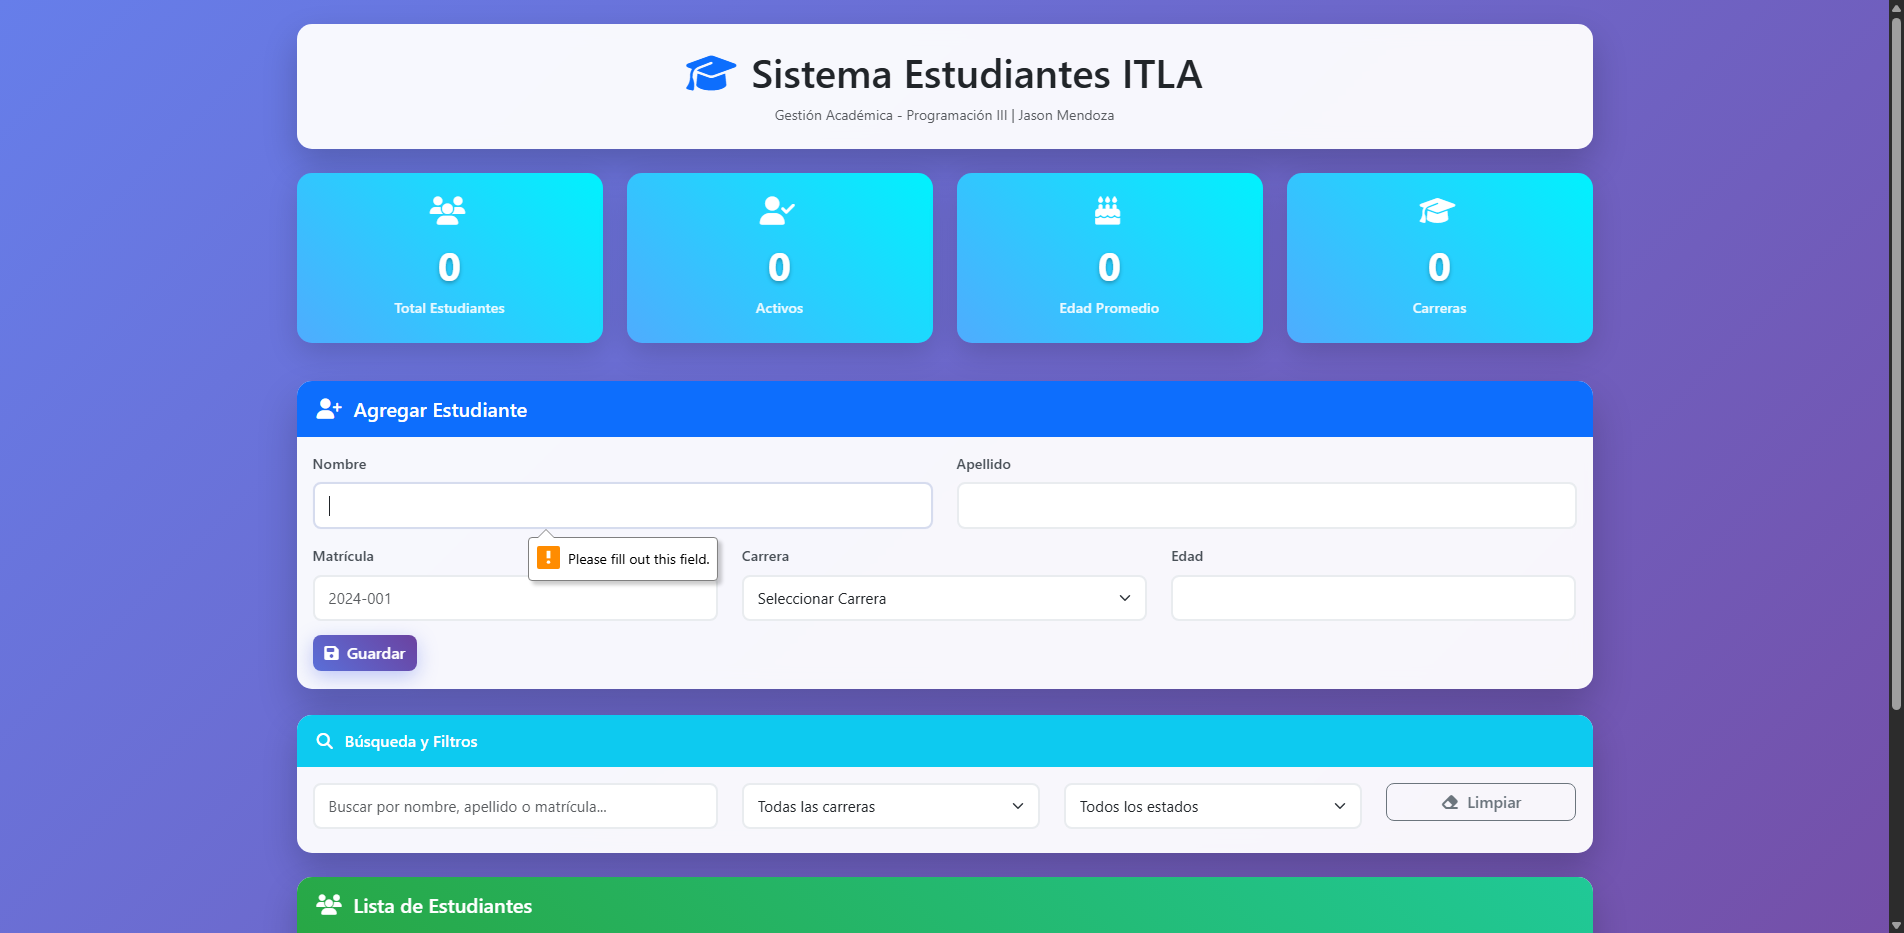 Sistema Estudiantes ITLA
Gestión Académica - Programación III | Jason Mendoza
0
Total Estudiantes
0
Activos
0
Edad Promedio
0
Carreras
Agregar Estudiante
Nombre
Apellido
Please fill out this field.
Matrícula
Carrera
Edad
2024-001
Seleccionar Carrera
Guardar
Búsqueda y Filtros
Buscar por nombre, apellido o matrícula...
Todas las carreras
Todos los estados
Limpiar
Lista de Estudiantes